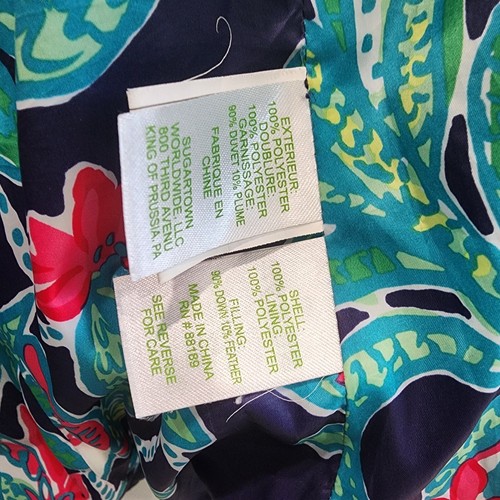 EXTERIEUR:
100% POLYESTER
DOUBLURE:
100% POLYESTER
GARNISSAGE:
90% DUVET 10% PLUME
FABRIQUE EN
CHINE
SUGARTOWN
WORLDWIDE, LLC
800 THIRD AVENU
KING OF PRUSSIA, PA
SHELL:
100% POLYESTER
LINING:
100% POLYESTER
FILLING:
90% DOWN 10% FEATHER
MADE IN CHINA
RN # 88189
SEE REVERSE
FOR CARE